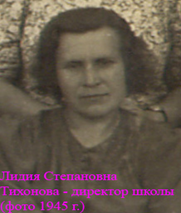 Лидия Степановна
Тихонова - директор школы
(фото 1945 г.)